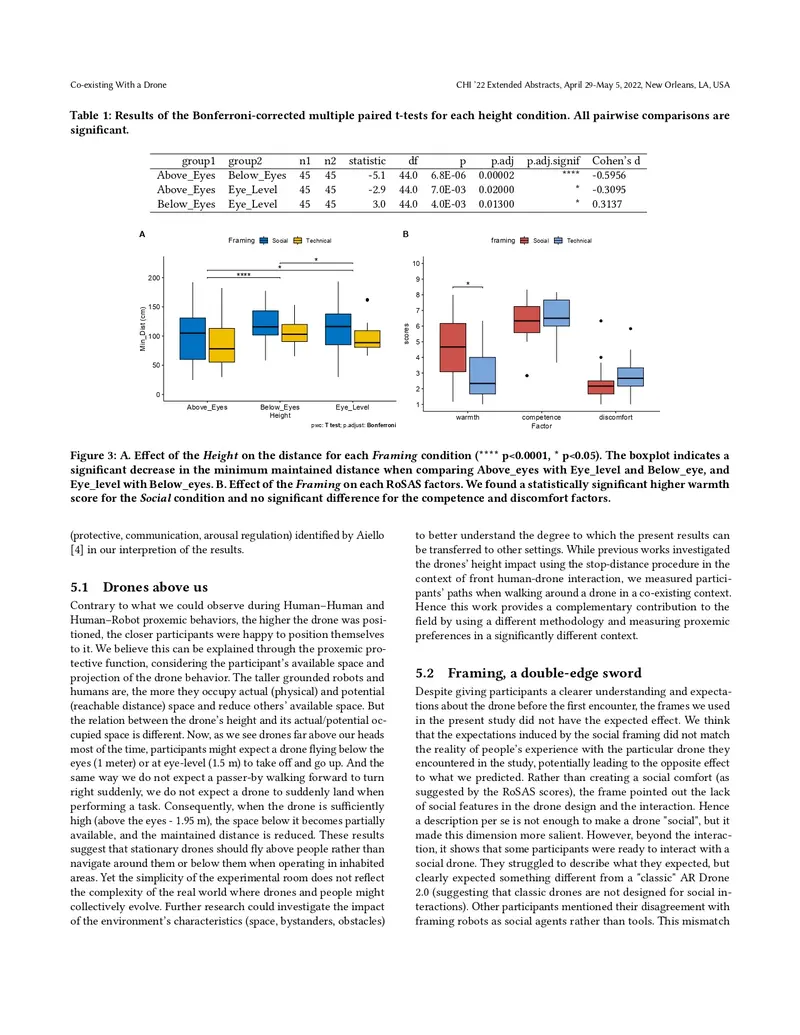 Co-existing With a Drone
CHI '22 Extended Abstracts, April 29-May 5, 2022, New Orleans, LA, USA
Table 1: Results of the Bonferroni-corrected multiple paired t-tests for each height condition. All pairwise comparisons are
significant.
group1 group2 n1 n2 statistic df p p.adj p.adj.signif Cohen's d
Above_Eyes Below_Eyes 45 45 -5.1 44.0 6.8E-06 0.00002 **** -0.5956
Above_Eyes Eye_Level 45 45 -2.9 44.0 7.0E-03 0.02000 * -0.3095
Below_Eyes Eye_Level 45 45 3.0 44.0 4.0E-03 0.01300 * 0.3137
A
Framing Social Technical
*
*
****
200
150
100
50
0
Min_Dist (cm)
Above_Eyes Below_Eyes Eye_Level
Height
pwc: T test; p.adjust: Bonferroni
B
framing Social Technical
*
10
9
8
7
6
5
4
3
2
1
scores
warmth competence discomfort
Factor
Figure 3: A. Effect of the Height on the distance for each Framing condition (**** p<0.0001, * p<0.05). The boxplot indicates a
significant decrease in the minimum maintained distance when comparing Above_eyes with Eye_level and Below_eye, and
Eye_level with Below_eyes. B. Effect of the Framing on each RoSAS factors. We found a statistically significant higher warmth
score for the Social condition and no significant difference for the competence and discomfort factors.
(protective, communication, arousal regulation) identified by Aiello
[4] in our interpretion of the results.
5.1 Drones above us
Contrary to what we could observe during Human–Human and
Human–Robot proxemic behaviors, the higher the drone was posi-
tioned, the closer participants were happy to position themselves
to it. We believe this can be explained through the proxemic pro-
tective function, considering the participant's available space and
projection of the drone behavior. The taller grounded robots and
humans are, the more they occupy actual (physical) and potential
(reachable distance) space and reduce others' available space. But
the relation between the drone's height and its actual/potential oc-
cupied space is different. Now, as we see drones far above our heads
most of the time, participants might expect a drone flying below the
eyes (1 meter) or at eye-level (1.5 m) to take off and go up. And the
same way we do not expect a passer-by walking forward to turn
right suddenly, we do not expect a drone to suddenly land when
performing a task. Consequently, when the drone is sufficiently
high (above the eyes - 1.95 m), the space below it becomes partially
available, and the maintained distance is reduced. These results
suggest that stationary drones should fly above people rather than
navigate around them or below them when operating in inhabited
areas. Yet the simplicity of the experimental room does not reflect
the complexity of the real world where drones and people might
collectively evolve. Further research could investigate the impact
of the environment's characteristics (space, bystanders, obstacles)
to better understand the degree to which the present results can
be transferred to other settings. While previous works investigated
the drones' height impact using the stop-distance procedure in the
context of front human-drone interaction, we measured partici-
pants' paths when walking around a drone in a co-existing context.
Hence this work provides a complementary contribution to the
field by using a different methodology and measuring proxemic
preferences in a significantly different context.
5.2 Framing, a double-edge sword
Despite giving participants a clearer understanding and expecta-
tions about the drone before the first encounter, the frames we used
in the present study did not have the expected effect. We think
that the expectations induced by the social framing did not match
the reality of people's experience with the particular drone they
encountered in the study, potentially leading to the opposite effect
to what we predicted. Rather than creating a social comfort (as
suggested by the RoSAS scores), the frame pointed out the lack
of social features in the drone design and the interaction. Hence
a description per se is not enough to make a drone "social", but it
made this dimension more salient. However, beyond the interac-
tion, it shows that some participants were ready to interact with a
social drone. They struggled to describe what they expected, but
clearly expected something different from a "classic" AR Drone
2.0 (suggesting that classic drones are not designed for social in-
teractions). Other participants mentioned their disagreement with
framing robots as social agents rather than tools. This mismatch